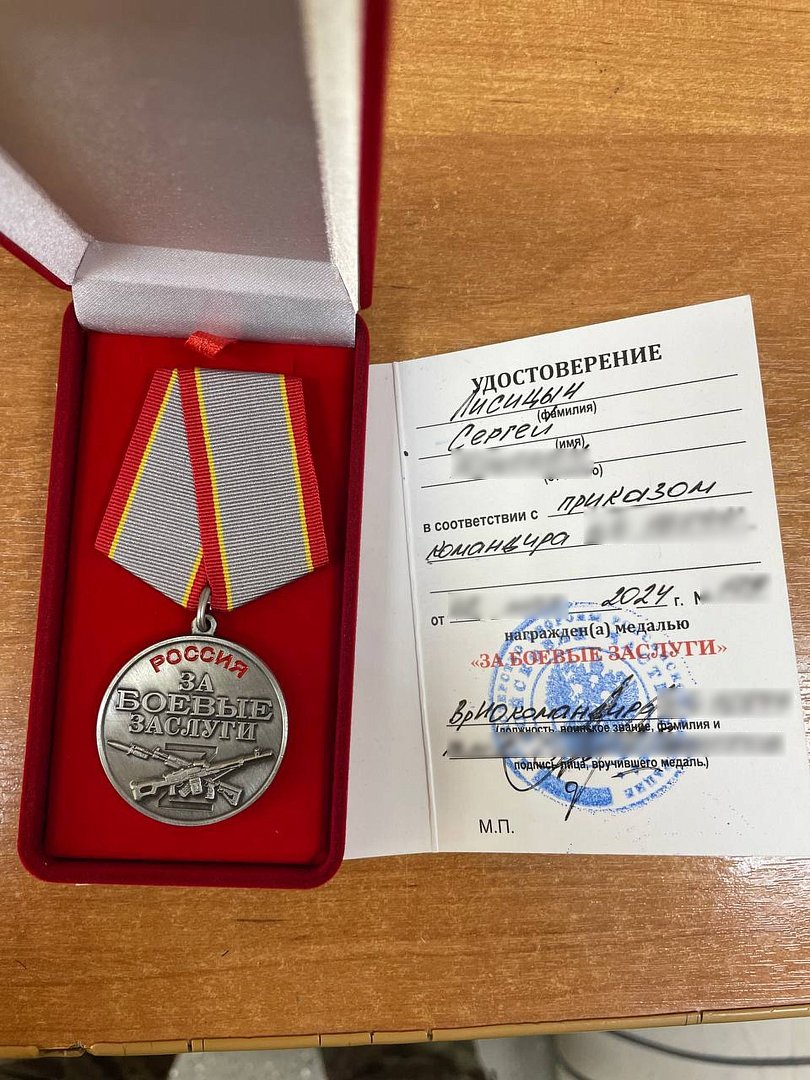 РОССИЯ
ЗА
БОЕВЫЕ
ЗАСЛУГИ
УДОСТОВЕРЕНИЕ
Лисицын
(фамилия)
Сергей
(имя)
в соответствии с приказом
командира
от 2024 г. №
награжден(а) медалью
«ЗА БОЕВЫЕ ЗАСЛУГИ»
ВрИО командира
(должность, воинское звание, фамилия и
подпись лица, вручившего медаль.)
М.П.